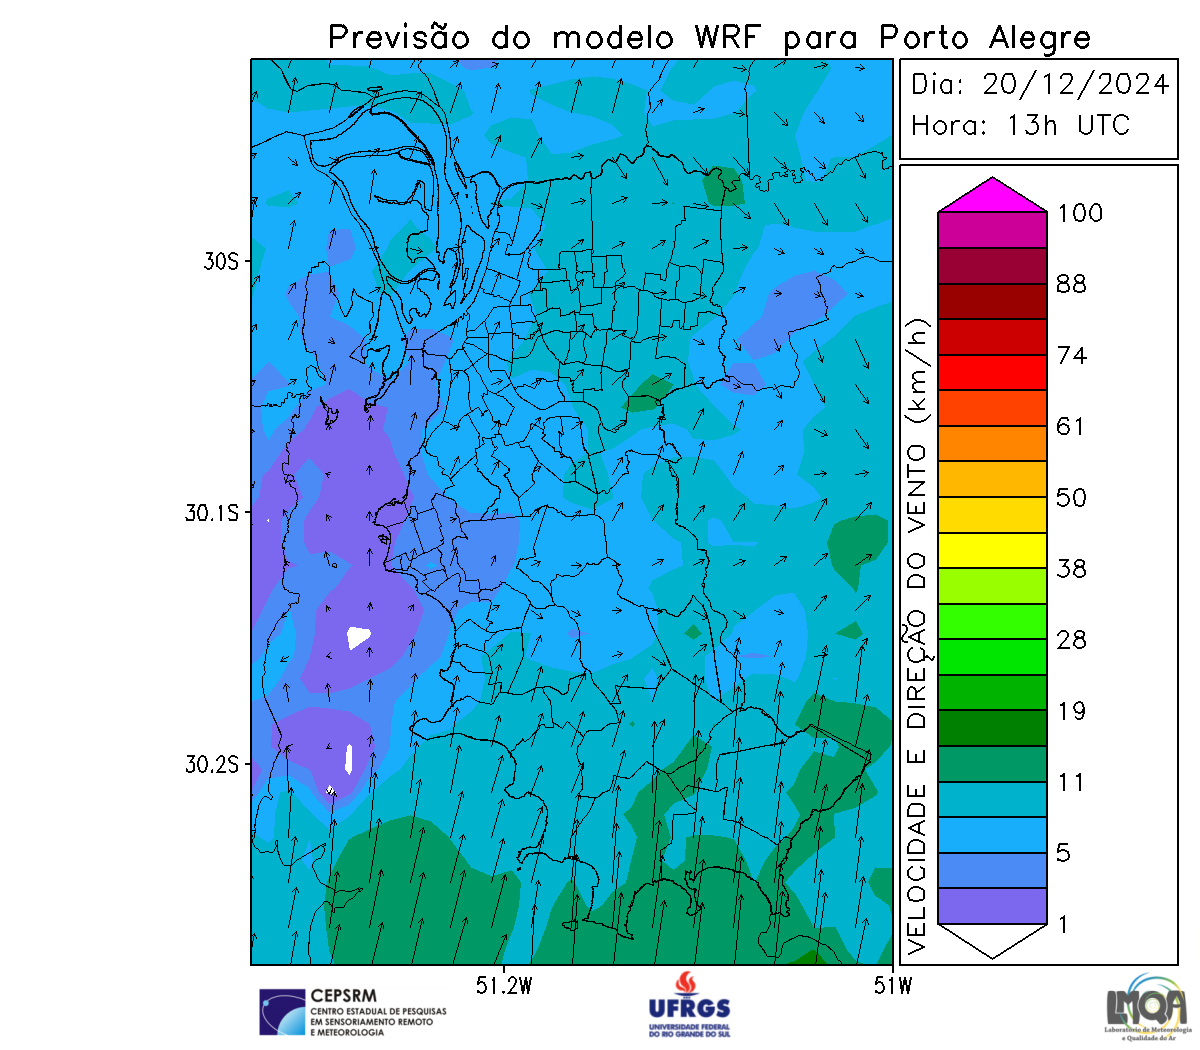 Previsão do modelo WRF para Porto Alegre
Dia: 20/12/2024
Hora: 13h UTC
30S
30.1S
30.2S
51.2W
51W
VELOCIDADE E DIREÇÃO DO VENTO (km/h)
100
88
74
61
50
38
28
19
11
5
1
CEPSRM
CENTRO ESTADUAL DE PESQUISAS
EM SENSORIAMENTO REMOTO
E METEOROLOGIA
UFRGS
UNIVERSIDADE FEDERAL
DO RIO GRANDE DO SUL
LMQA
Laboratório de Meteorologia
e Qualidade do Ar